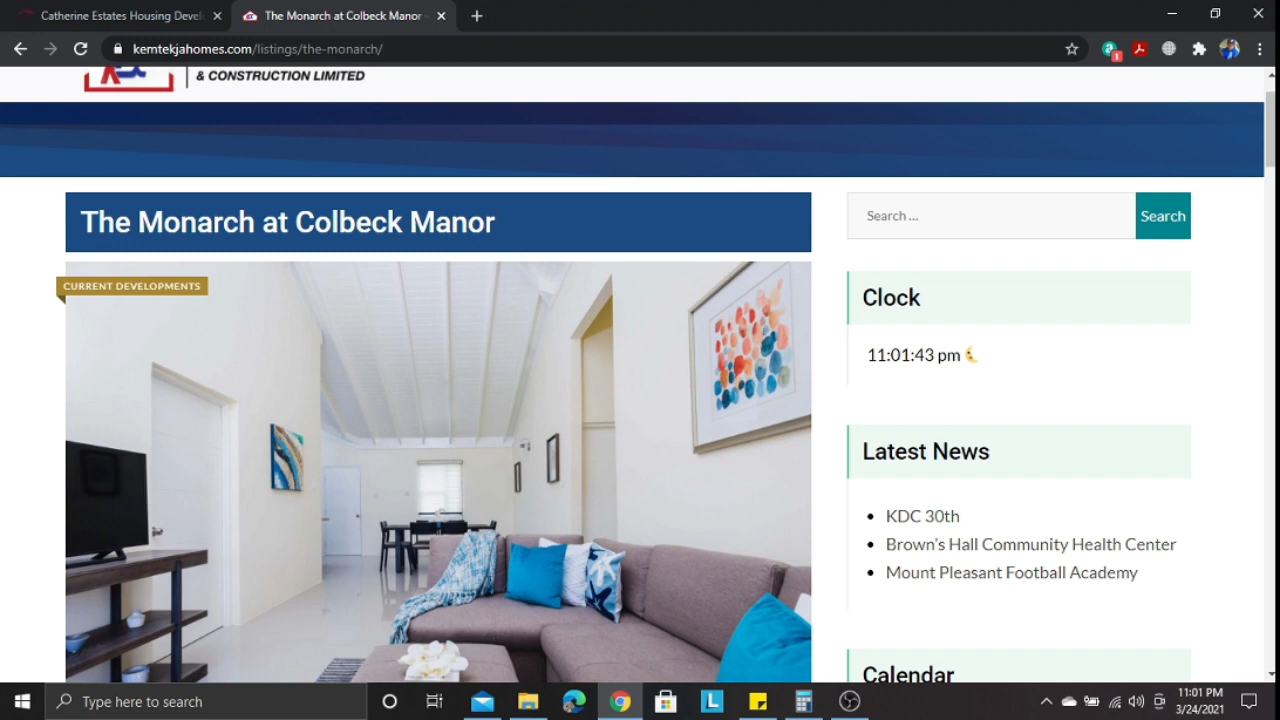 Catherine Estates Housing Devel
The Monarch at Colbeck Manor -
kemtekjahomes.com/listings/the-monarch/
1
& CONSTRUCTION LIMITED
The Monarch at Colbeck Manor
Search ...
Search
CURRENT DEVELOPMENTS
Clock
11:01:43 pm
Latest News
KDC 30th
Brown's Hall Community Health Center
Mount Pleasant Football Academy
Calendar
Type here to search
L
11:01 PM
3/24/2021